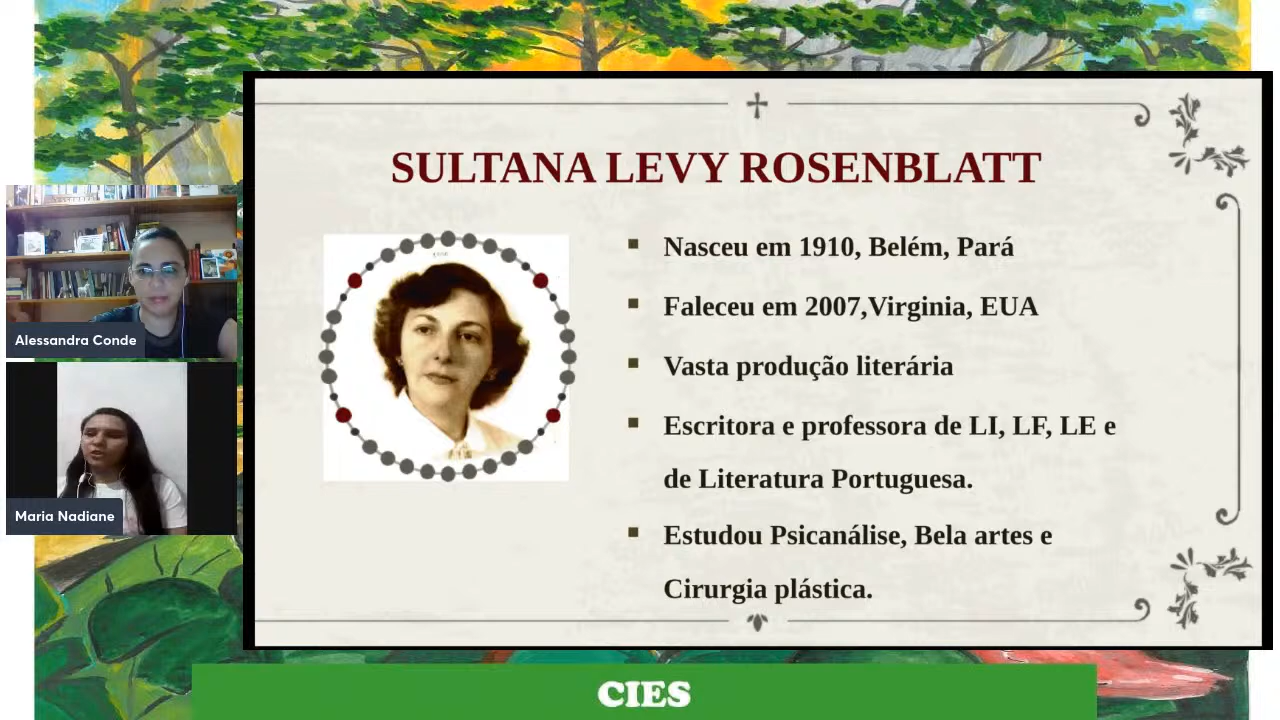 SULTANA LEVY ROSENBLATT
Nasceu em 1910, Belém, Pará
Faleceu em 2007,Virginia, EUA
Vasta produção literária
Escritora e professora de LI, LF, LE e
de Literatura Portuguesa.
Estudou Psicanálise, Bela artes e
Cirurgia plástica.
Alessandra Conde
Maria Nadiane
CIES